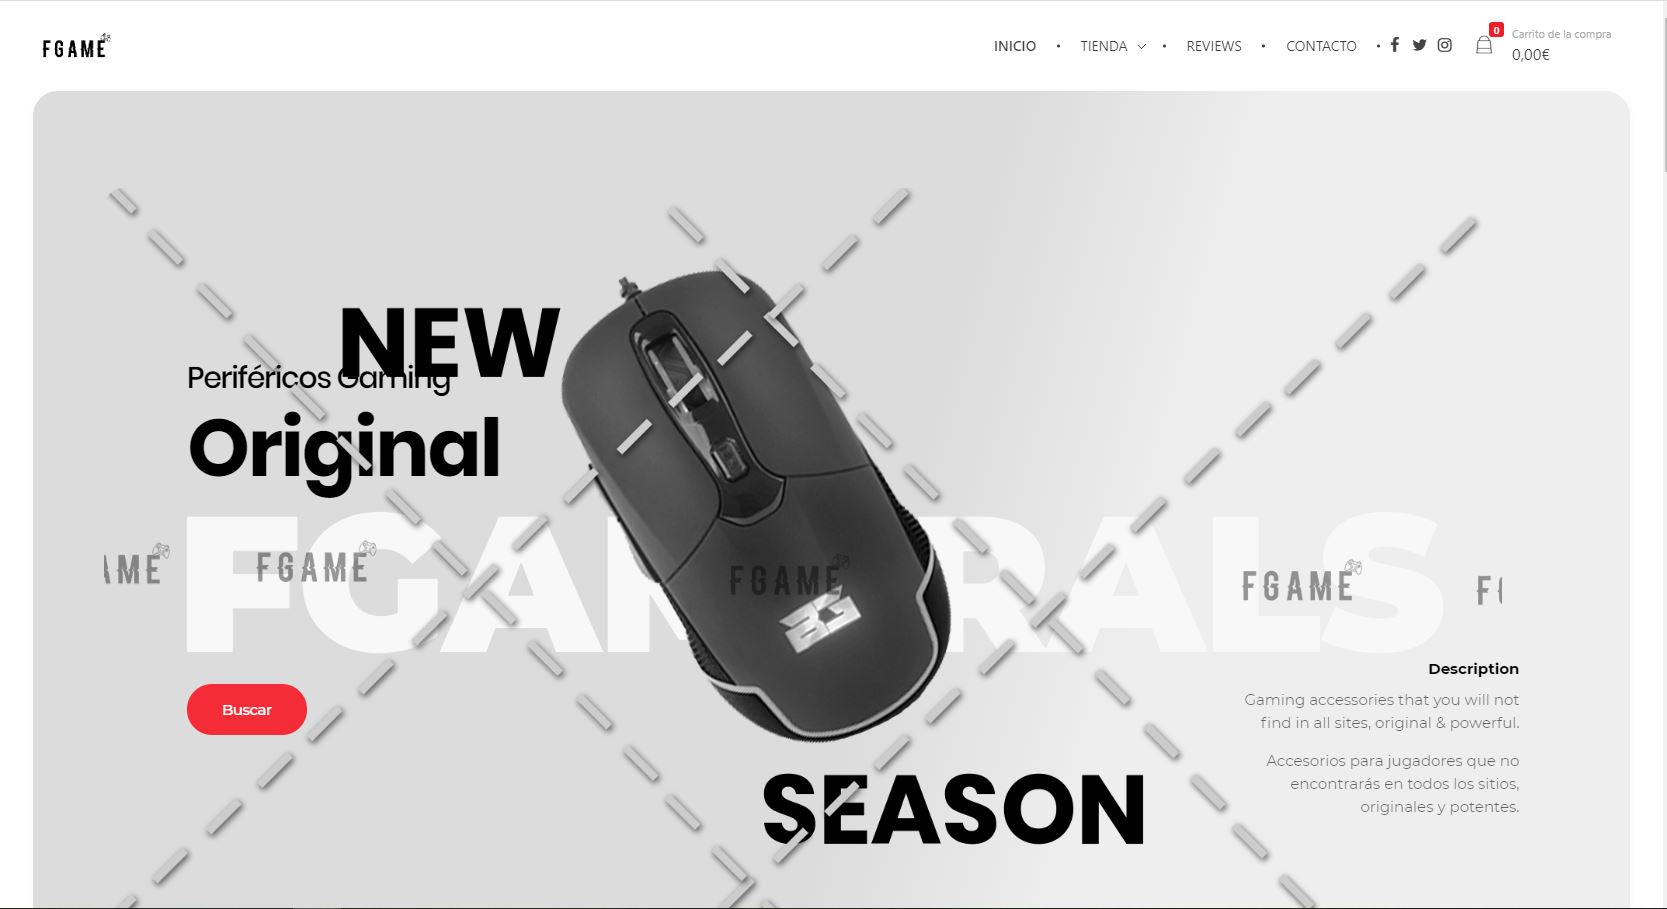 FGAME
INICIO • TIENDA • REVIEWS • CONTACTO •
0
Carrito de la compra
0,00€
NEW
Periféricos Gaming
Original
AME
FGAME
FGAME
FGAME
Buscar
Description
Gaming accessories that you will not
find in all sites, original & powerful.
Accesorios para jugadores que no
encontrarás en todos los sitios,
originales y potentes.
SEASON